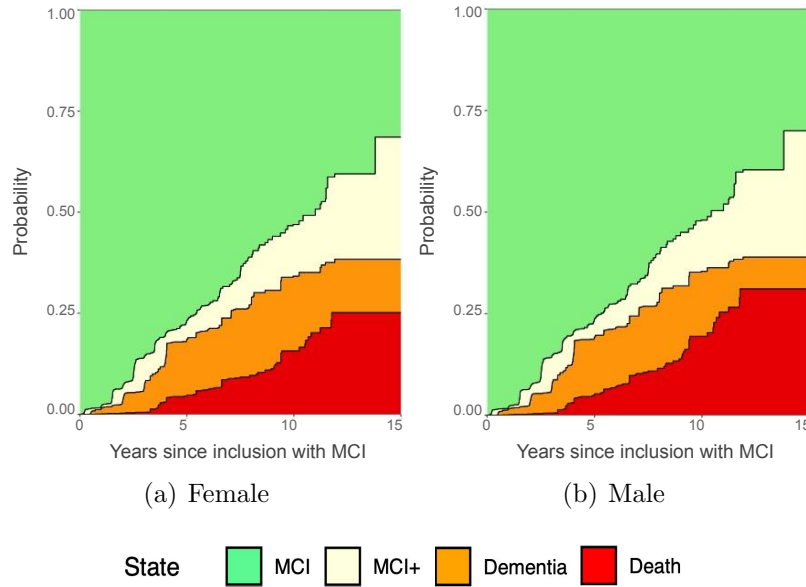 1.00
0.75
0.50
0.25
0.00
Probability
0
5
10
15
Years since inclusion with MCI
(a) Female
1.00
0.75
0.50
0.25
0.00
Probability
0
5
10
15
Years since inclusion with MCI
(b) Male
State MCI MCI+ Dementia Death